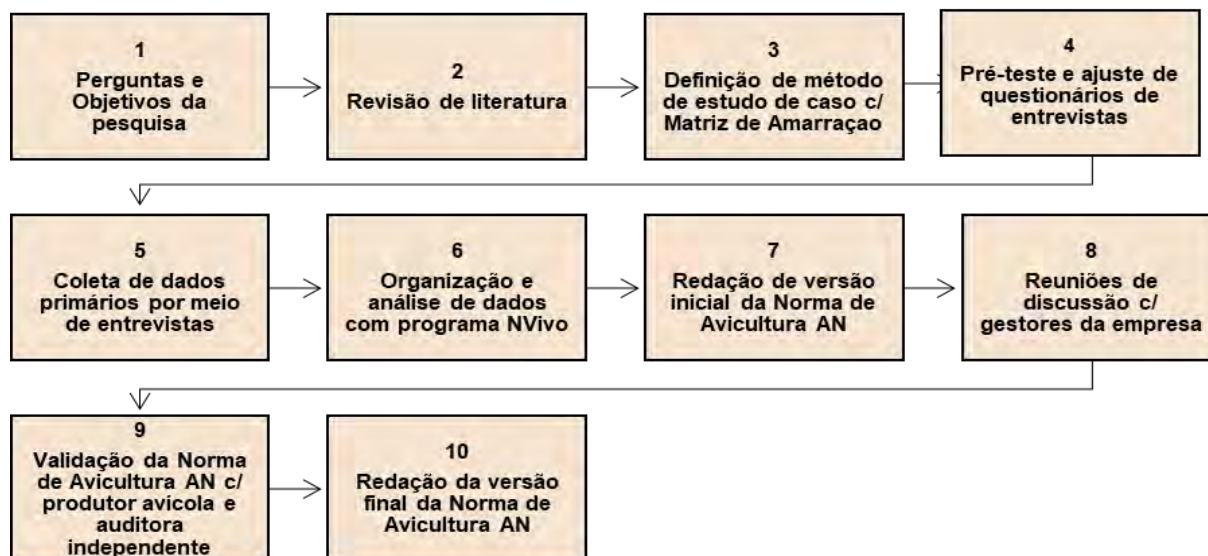 1
Perguntas e
Objetivos da
pesquisa
2
Revisão de literatura
3
Definição de método
de estudo de caso c/
Matriz de Amarraçao
4
Pré-teste e ajuste de
questionários de
entrevistas
5
Coleta de dados
primários por meio
de entrevistas
6
Organização e
análise de dados
com programa NVivo
7
Redação de versão
inicial da Norma de
Avicultura AN
8
Reuniões de
discussão c/
gestores da empresa
9
Validação da Norma
de Avicultura AN c/
produtor avícola e
auditora
independente
10
Redação da versão
final da Norma de
Avicultura AN